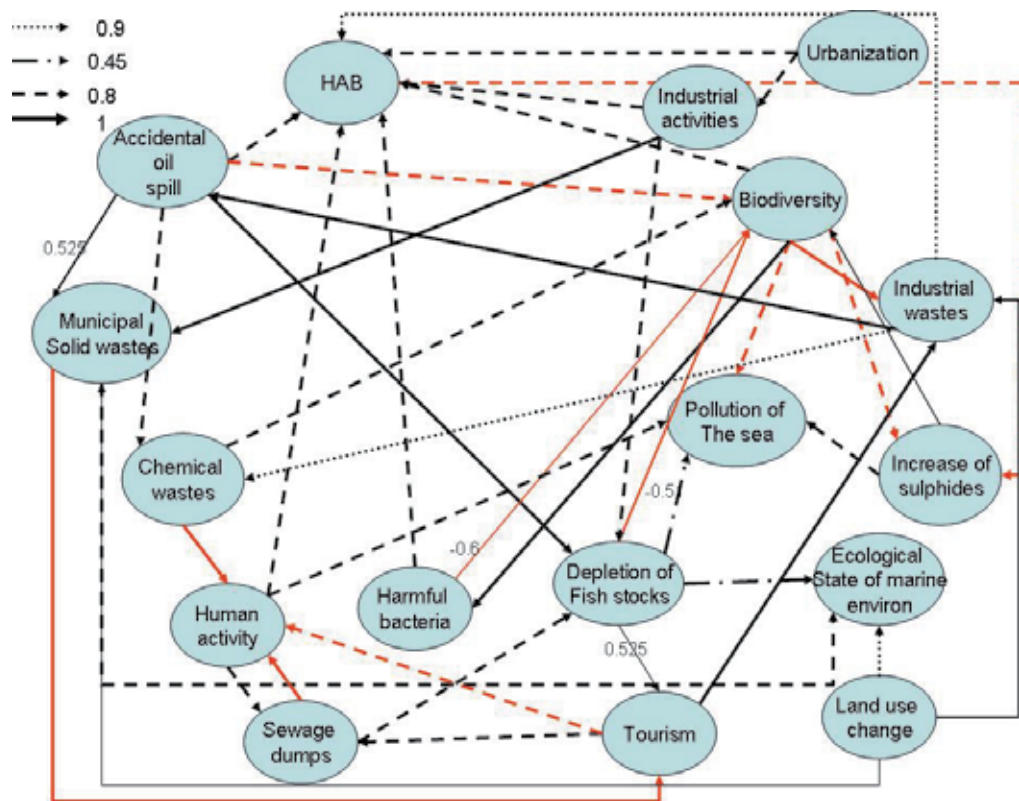 0.9
0.45
0.8
1
HAB
Urbanization
Industrial
activities
Accidental
oil
spill
Biodiversity
0.525
Industrial
wastes
Municipal
Solid wastes
Pollution of
The sea
Chemical
wastes
Increase of
sulphides
-0.5
-0.6
Ecological
State of marine
environ
Depletion of
Fish stocks
Harmful
bacteria
Human
activity
0.525
Land use
change
Sewage
dumps
Tourism